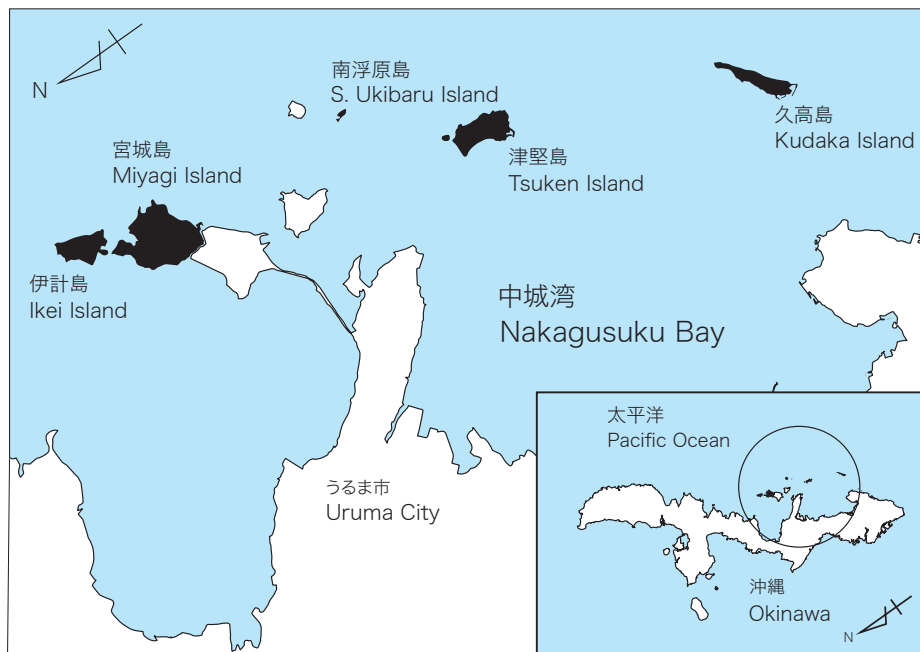 N
南浮原島
S. Ukibaru Island
久高島
Kudaka Island
宮城島
Miyagi Island
津堅島
Tsuken Island
伊計島
Ikei Island
中城湾
Nakagusuku Bay
うるま市
Uruma City
太平洋
Pacific Ocean
沖縄
Okinawa
N